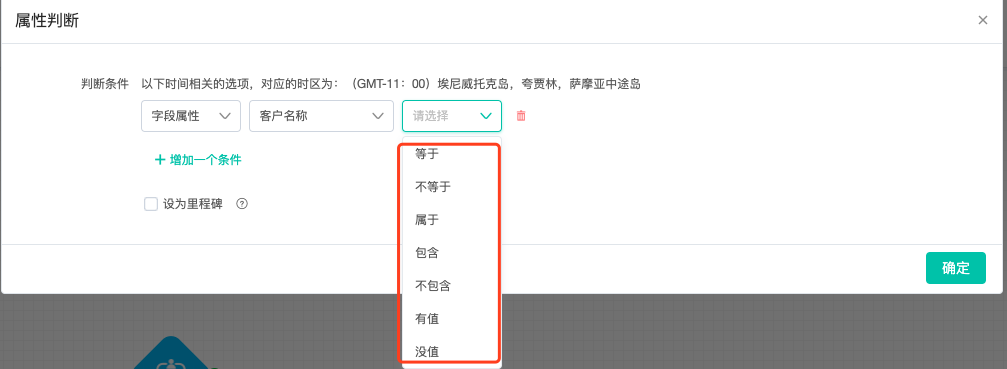 属性判断
判断条件 以下时间相关的选项，对应的时区为：（GMT-11：00）埃尼威托克岛，夸贾林，萨摩亚中途岛
字段属性 客户名称 请选择
等于
+ 增加一个条件
不等于
设为里程碑
属于
包含
确定
不包含
有值
没值